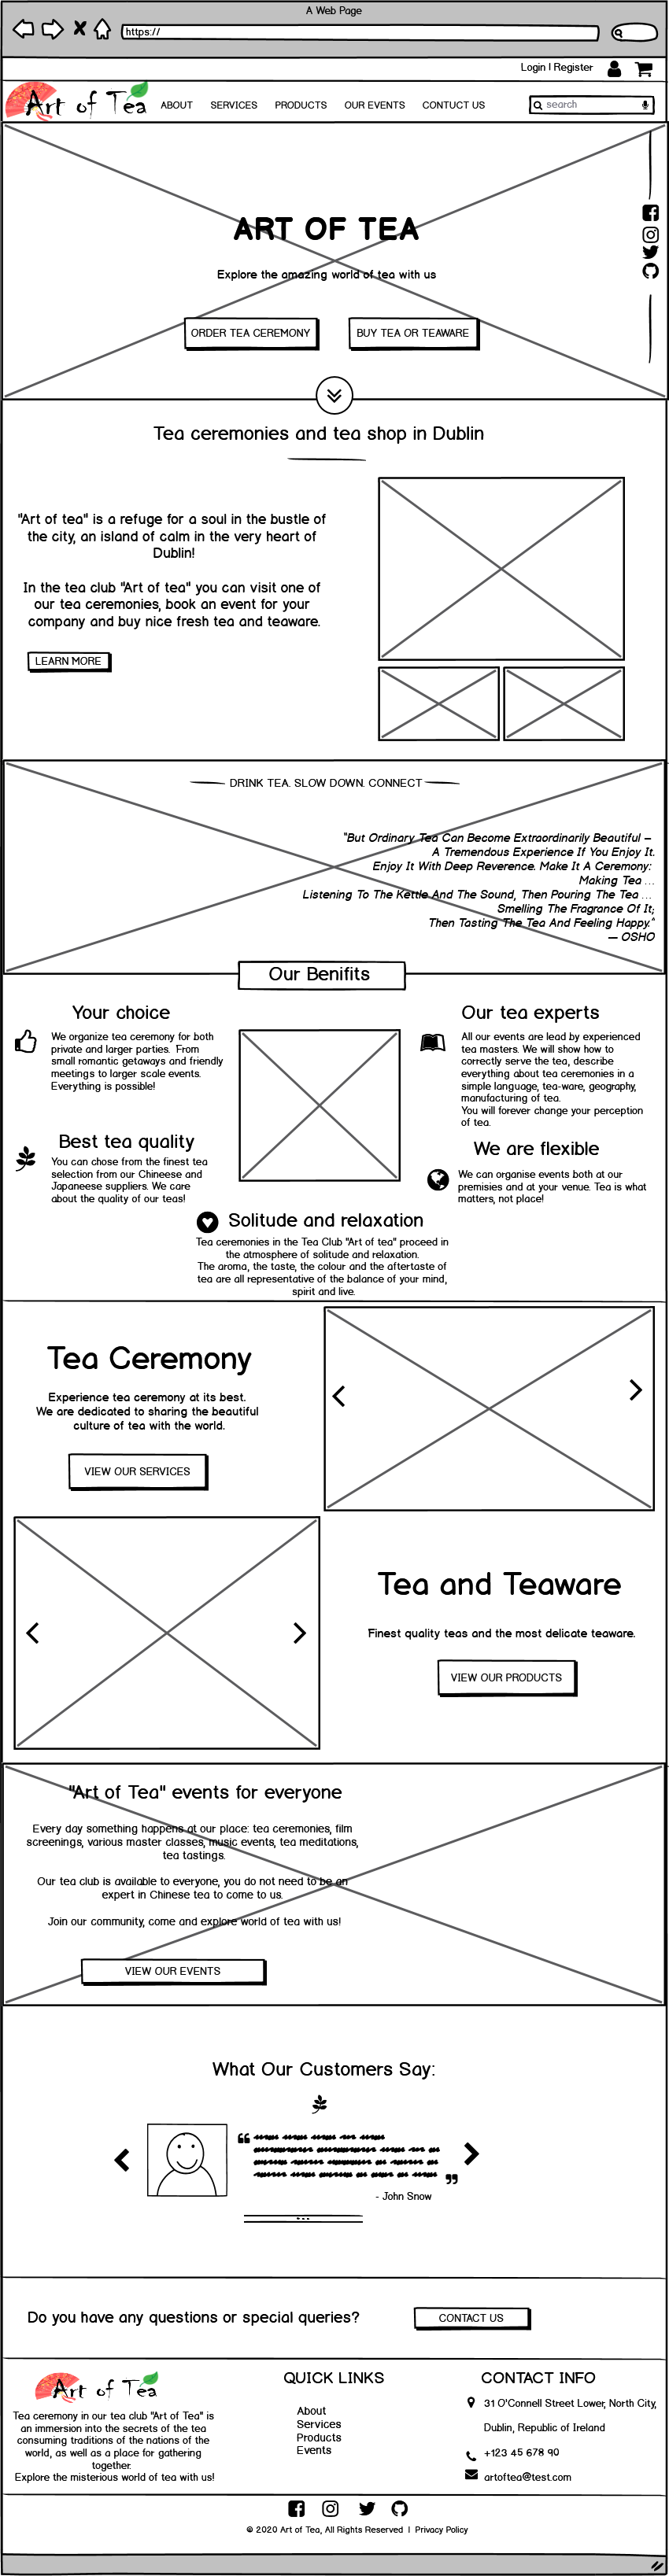 A Web Page
https://
Login | Register
Art of Tea
ABOUT SERVICES PRODUCTS OUR EVENTS CONTUCT US
search
ART OF TEA
Explore the amazing world of tea with us
ORDER TEA CEREMONY
BUY TEA OR TEAWARE
Tea ceremonies and tea shop in Dublin
"Art of tea" is a refuge for a soul in the bustle of
the city, an island of calm in the very heart of
Dublin!
In the tea club "Art of tea" you can visit one of
our tea ceremonies, book an event for your
company and buy nice fresh tea and teaware.
LEARN MORE
DRINK TEA. SLOW DOWN. CONNECT
"But Ordinary Tea Can Become Extraordinarily Beautiful –
A Tremendous Experience If You Enjoy It.
Enjoy It With Deep Reverence. Make It A Ceremony:
Making Tea ...
Listening To The Kettle And The Sound, Then Pouring The Tea ...
Smelling The Fragrance Of It;
Then Tasting The Tea And Feeling Happy."
— OSHO
Our Benifits
Your choice
We organize tea ceremony for both
private and larger parties. From
small romantic getaways and friendly
meetings to larger scale events.
Everything is possible!
Our tea experts
All our events are lead by experienced
tea masters. We will show how to
correctly serve the tea, describe
everything about tea ceremonies in a
simple language, tea-ware, geography,
manufacturing of tea.
You will forever change your perception
of tea.
Best tea quality
You can chose from the finest tea
selection from our Chineese and
Japaneese suppliers. We care
about the quality of our teas!
We are flexible
We can organise events both at our
premisies and at your venue. Tea is what
matters, not place!
Solitude and relaxation
Tea ceremonies in the Tea Club "Art of tea" proceed in
the atmosphere of solitude and relaxation.
The aroma, the taste, the colour and the aftertaste of
tea are all representative of the balance of your mind,
spirit and live.
Tea Ceremony
Experience tea ceremony at its best.
We are dedicated to sharing the beautiful
culture of tea with the world.
VIEW OUR SERVICES
Tea and Teaware
Finest quality teas and the most delicate teaware.
VIEW OUR PRODUCTS
"Art of Tea" events for everyone
Every day something happens at our place: tea ceremonies, film
screenings, various master classes, music events, tea meditations,
tea tastings.
Our tea club is available to everyone, you do not need to be an
expert in Chinese tea to come to us.
Join our community, come and explore world of tea with us!
VIEW OUR EVENTS
What Our Customers Say:
- John Snow
Do you have any questions or special queries?
CONTACT US
Art of Tea
Tea ceremony in our tea club "Art of Tea" is
an immersion into the secrets of the tea
consuming traditions of the nations of the
world, as well as a place for gathering
together.
Explore the misterious world of tea with us!
QUICK LINKS
About
Services
Products
Events
CONTACT INFO
31 O'Connell Street Lower, North City,
Dublin, Republic of Ireland
+123 45 678 90
artoftea@test.com
© 2020 Art of Tea, All Rights Reserved | Privacy Policy